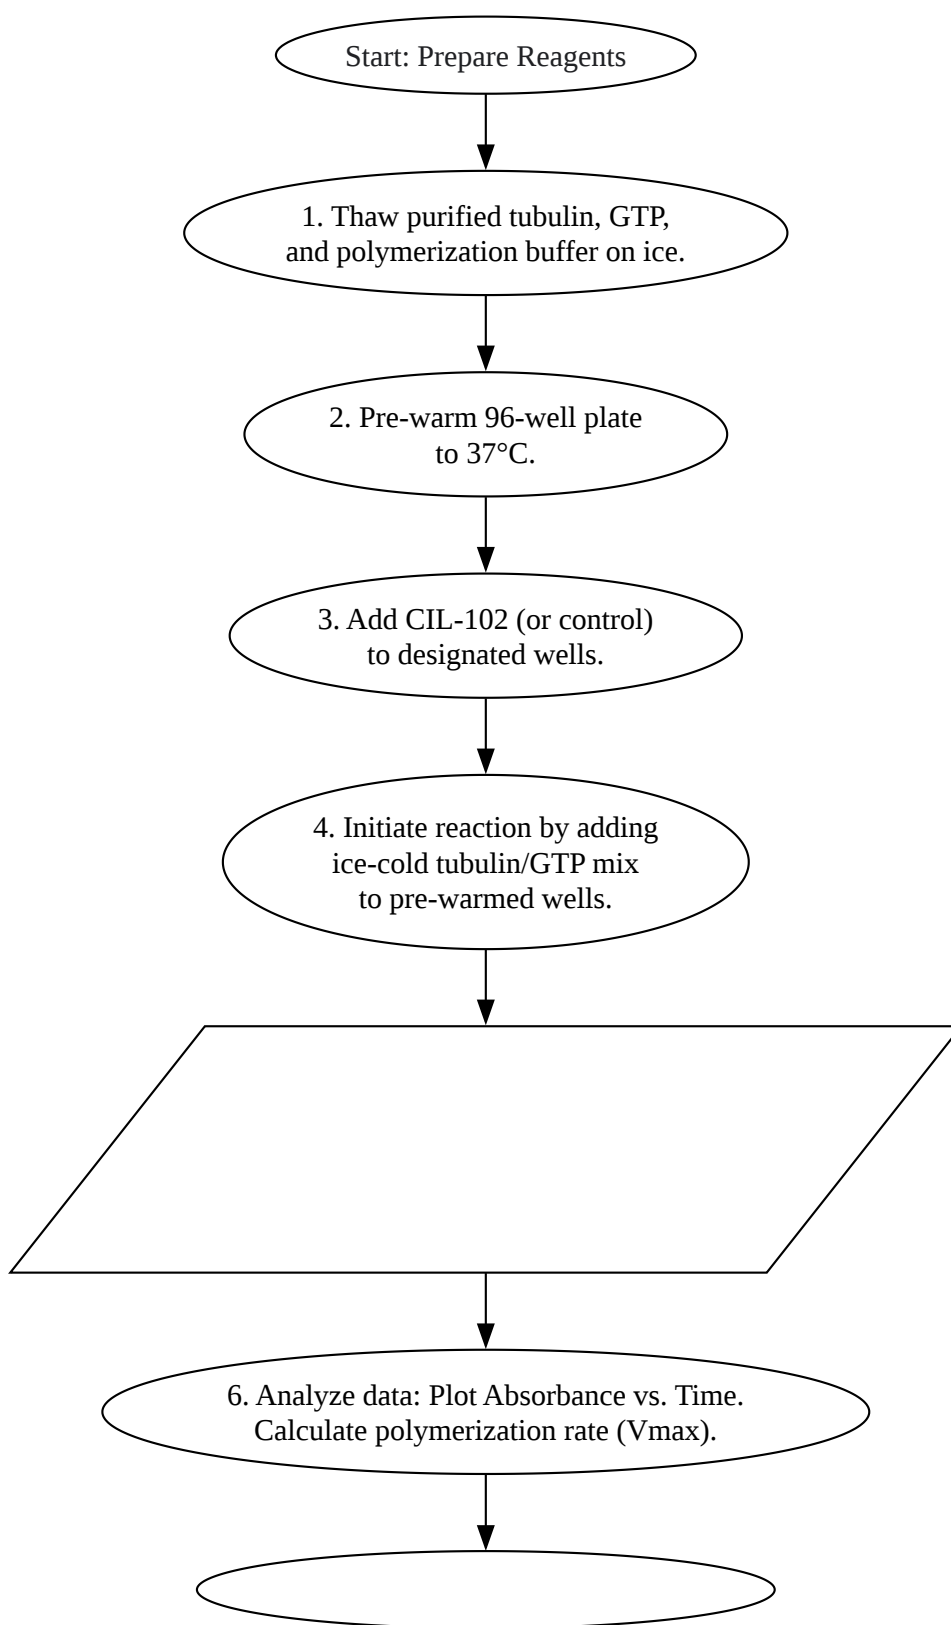 Start: Prepare Reagents
1. Thaw purified tubulin, GTP,
and polymerization buffer on ice.
2. Pre-warm 96-well plate
to 37°C.
3. Add CIL-102 (or control)
to designated wells.
4. Initiate reaction by adding
ice-cold tubulin/GTP mix
to pre-warmed wells.
6. Analyze data: Plot Absorbance vs. Time.
Calculate polymerization rate (Vmax).